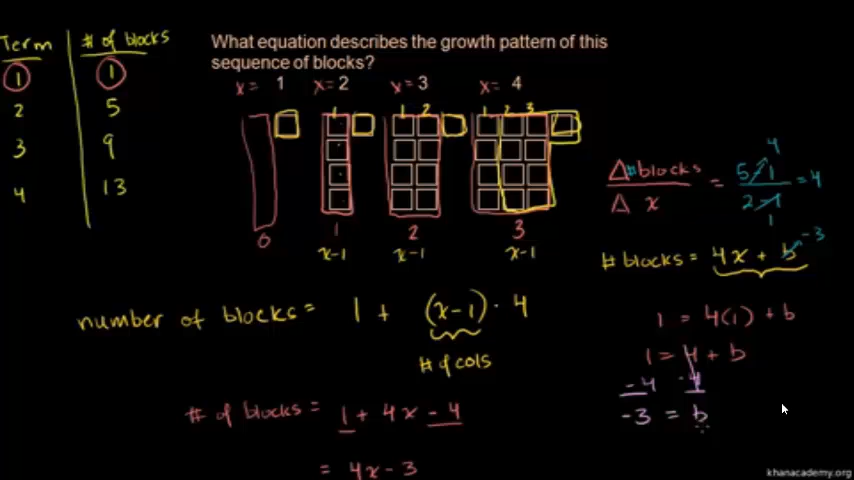 Term # of blocks
1 1
2 5
3 9
4 13
What equation describes the growth pattern of this
sequence of blocks?
x = 1 x = 2 x = 3 x = 4
1 1 2 1 2 3
0 1 2 3
x-1 x-1 x-1
number of blocks = 1 + (x-1) · 4
# of cols
# of blocks = 1 + 4x - 4
= 4x - 3
Δ# blocks / Δ x = 5-1 / 2-1 = 4
4
1
# blocks = 4x + b -3
1 = 4(1) + b
1 = 4 + b
-4 -4
-3 = b
khanacademy.org